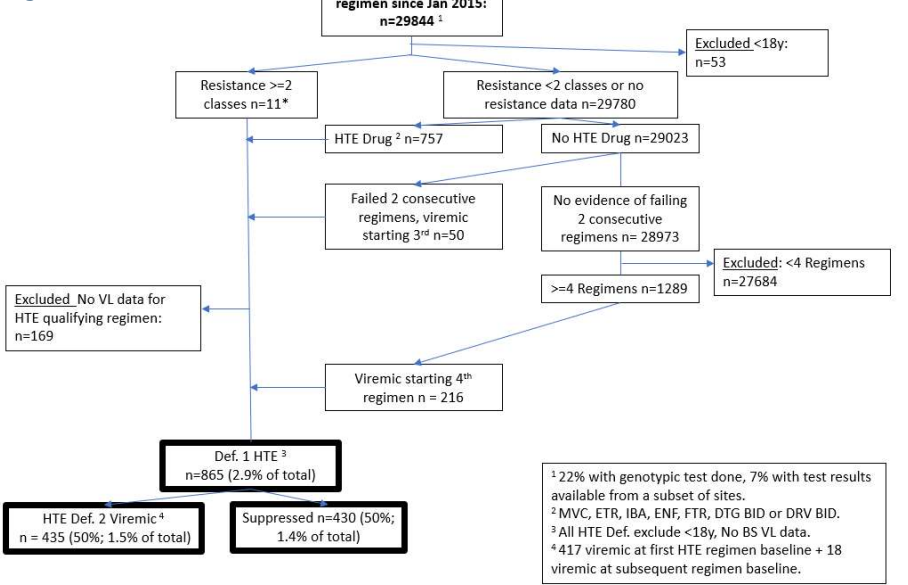 regimen since Jan 2015:
n=29844 ¹
Excluded <18y:
n=53
Resistance >=2
classes n=11*
Resistance <2 classes or no
resistance data n=29780
HTE Drug ² n=757
No HTE Drug n=29023
Failed 2 consecutive
regimens, viremic
starting 3ʳᵈ n=50
No evidence of failing
2 consecutive
regimens n= 28973
Excluded: <4 Regimens
n=27684
>=4 Regimens n=1289
Excluded No VL data for
HTE qualifying regimen:
n=169
Viremic starting 4ᵗʰ
regimen n = 216
Def. 1 HTE ³
n=865 (2.9% of total)
HTE Def. 2 Viremic ⁴
n = 435 (50%; 1.5% of total)
Suppressed n=430 (50%;
1.4% of total)
¹ 22% with genotypic test done, 7% with test results
available from a subset of sites.
² MVC, ETR, IBA, ENF, FTR, DTG BID or DRV BID.
³ All HTE Def. exclude <18y, No BS VL data.
⁴ 417 viremic at first HTE regimen baseline + 18
viremic at subsequent regimen baseline.